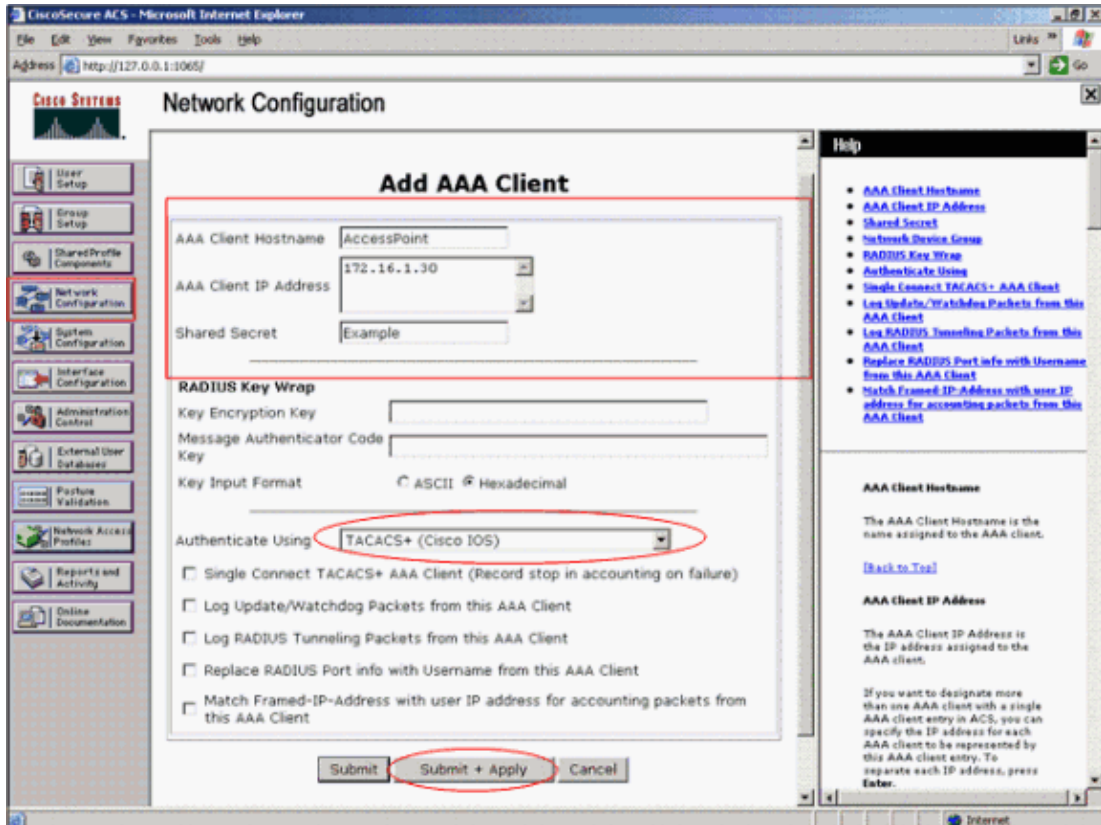 CiscoSecure ACS - Microsoft Internet Explorer
File Edit View Favorites Tools Help
Links »
Address http://127.0.0.1:1065/
Go
CISCO SYSTEMS
Network Configuration
User Setup
Group Setup
Shared Profile Components
Network Configuration
System Configuration
Interface Configuration
Administration Control
External User Databases
Posture Validation
Network Access Profiles
Reports and Activity
Online Documentation
Add AAA Client
AAA Client Hostname AccessPoint
AAA Client IP Address 172.16.1.30
Shared Secret Example
RADIUS Key Wrap
Key Encryption Key
Message Authenticator Code Key
Key Input Format ASCII Hexadecimal
Authenticate Using TACACS+ (Cisco IOS)
Single Connect TACACS+ AAA Client (Record stop in accounting on failure)
Log Update/Watchdog Packets from this AAA Client
Log RADIUS Tunneling Packets from this AAA Client
Replace RADIUS Port info with Username from this AAA Client
Match Framed-IP-Address with user IP address for accounting packets from
this AAA Client
Submit Submit + Apply Cancel
Help
AAA Client Hostname
AAA Client IP Address
Shared Secret
Network Device Group
RADIUS Key Wrap
Authenticate Using
Single Connect TACACS+ AAA Client
Log Update/Watchdog Packets from this
AAA Client
Log RADIUS Tunneling Packets from this
AAA Client
Replace RADIUS Port info with Username
from this AAA Client
Match Framed-IP-Address with user IP
address for accounting packets from this
AAA Client
AAA Client Hostname
The AAA Client Hostname is the
name assigned to the AAA client.
[Back to Top]
AAA Client IP Address
The AAA Client IP Address is
the IP address assigned to the
AAA client.
If you want to designate more
than one AAA client with a single
AAA client entry in ACS, you can
specify the IP address for each
AAA client to be represented by
this AAA client entry. To
separate each IP address, press
Enter.
Internet